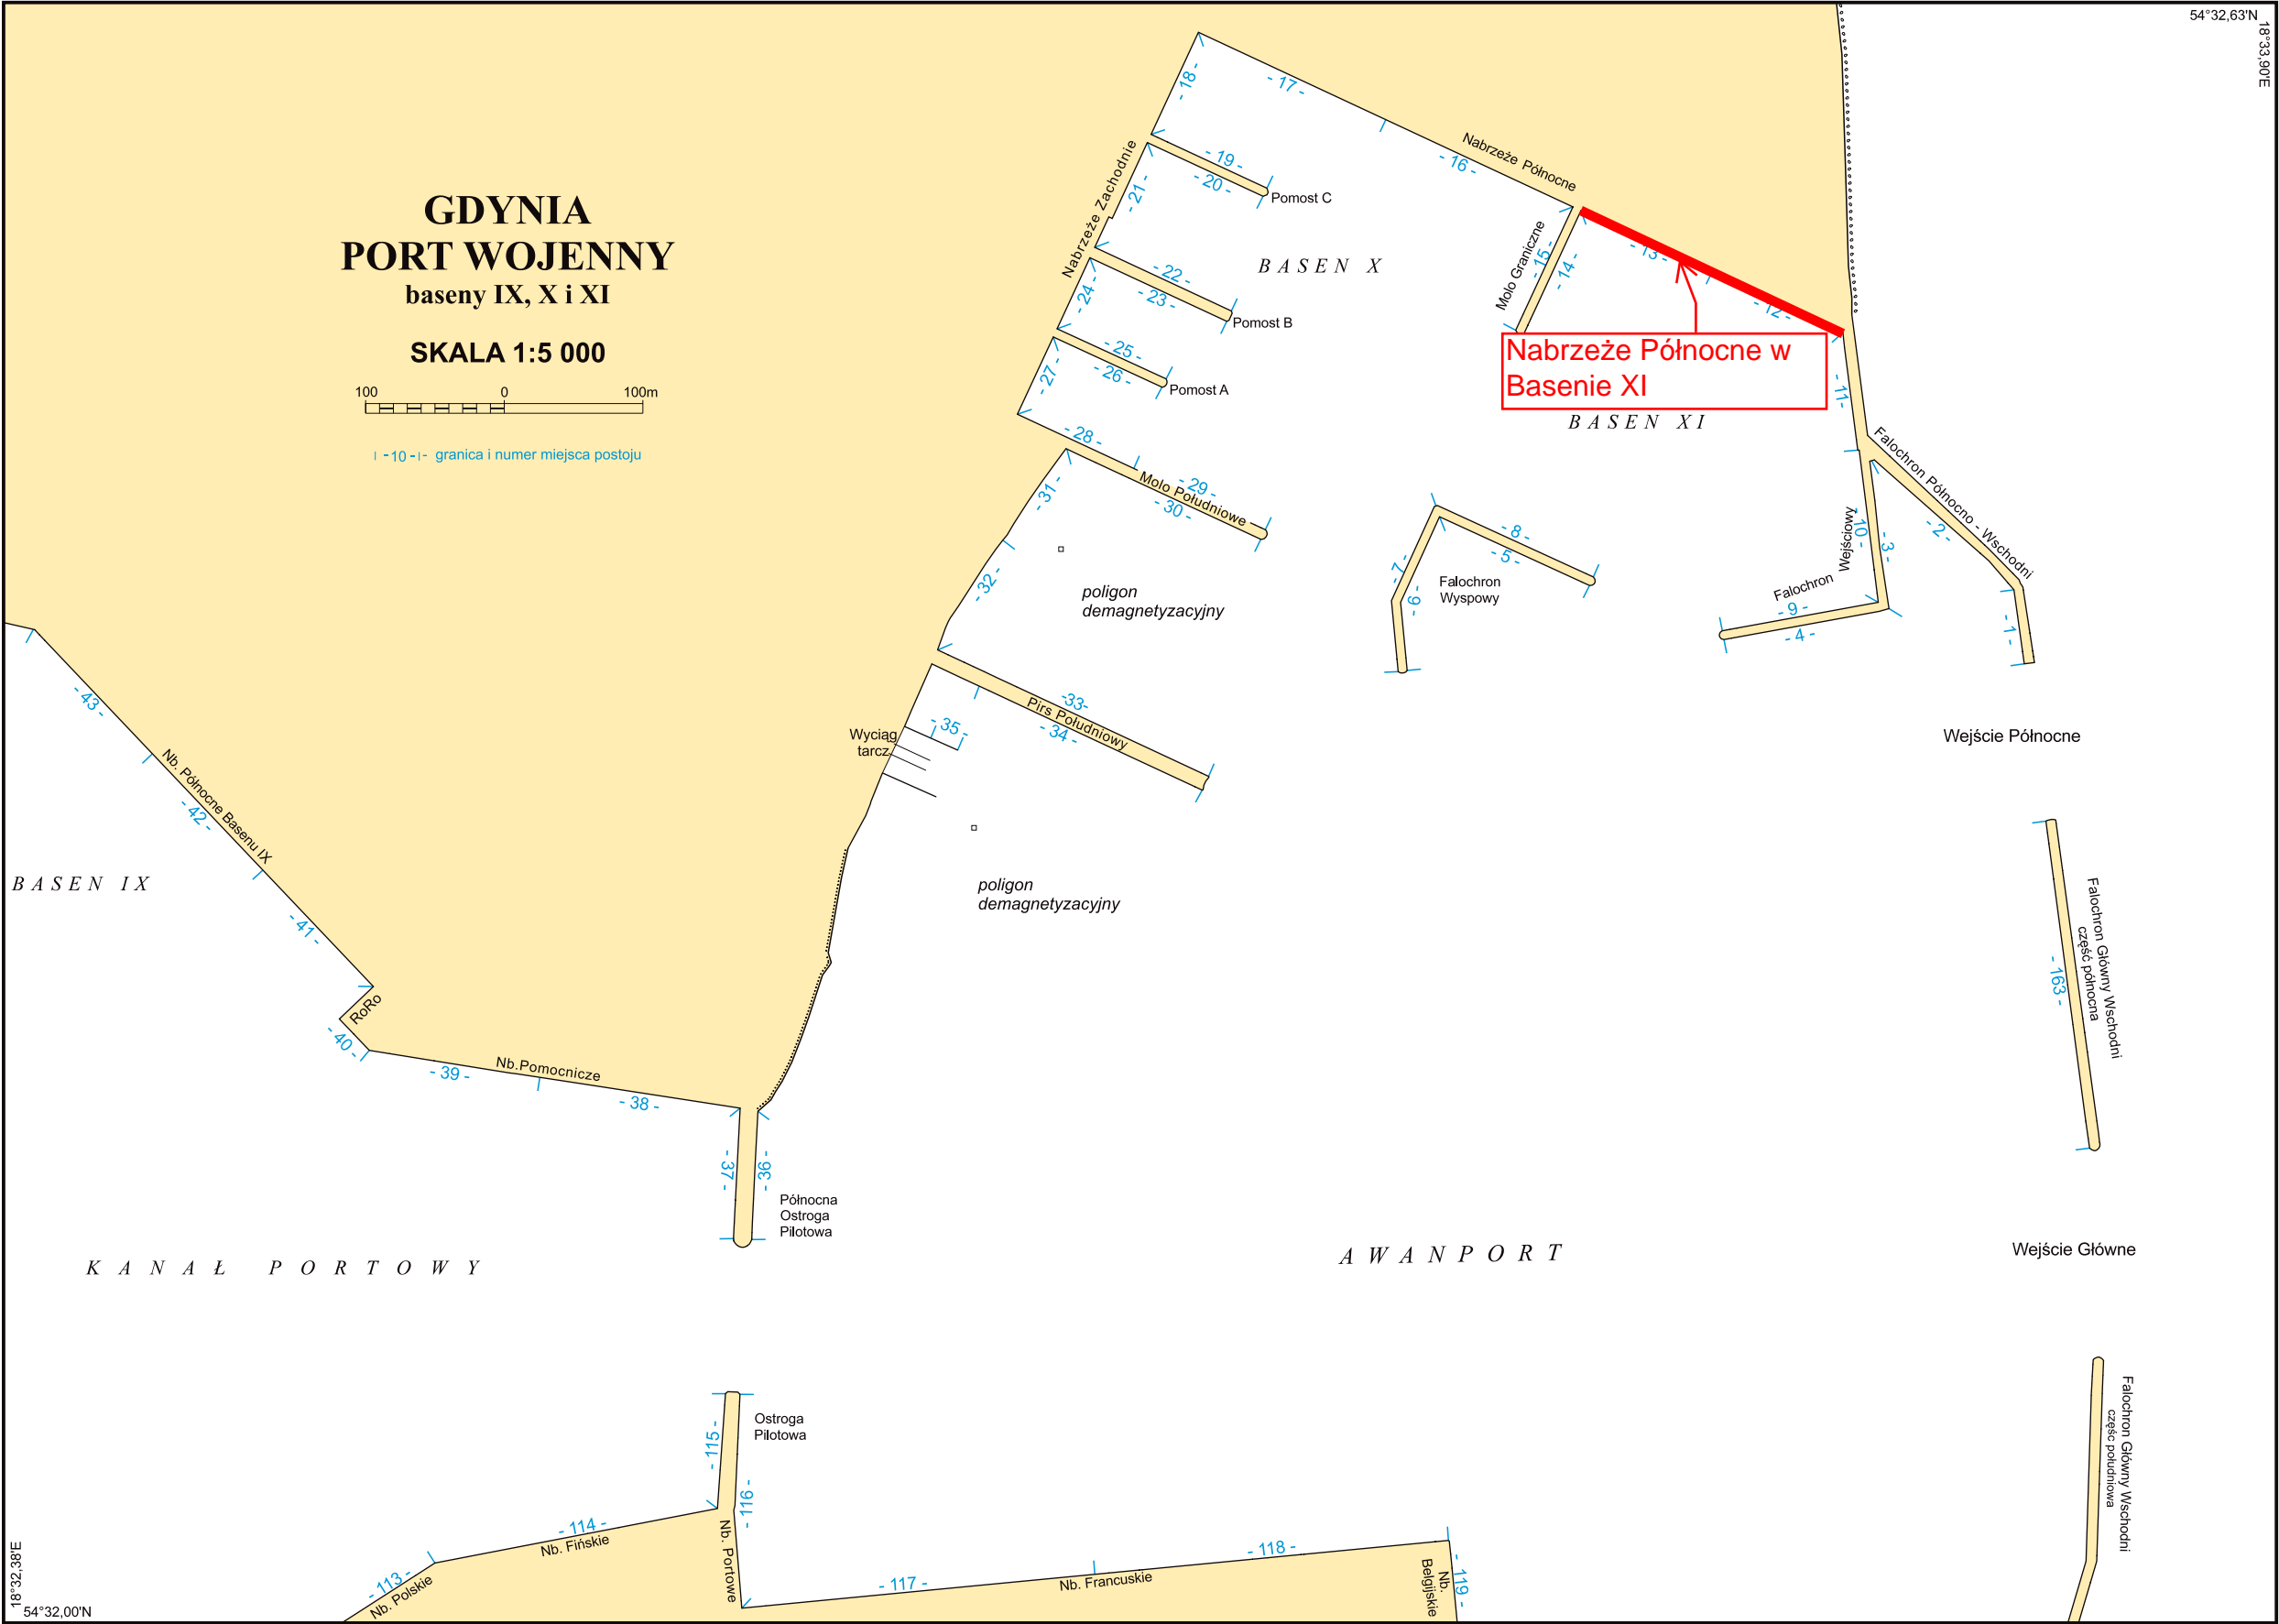 54°32,63'N
18°33,90'E
GDYNIA
PORT WOJENNY
baseny IX, X i XI
SKALA 1:5 000
100 0 100m
- 10 - granica i numer miejsca postoju
- 18 -
- 17 -
Nabrzeże Północne
- 16 -
Nabrzeże Zachodnie
- 19 -
- 20 -
Pomost C
- 21 -
BASEN X
Molo Graniczne
- 15 -
- 14 -
- 13 -
- 12 -
- 22 -
- 23 -
Pomost B
- 24 -
- 25 -
- 26 -
Pomost A
- 27 -
Nabrzeże Północne w
Basenie XI
BASEN XI
- 11-
- 28 -
Molo Południowe
- 29 -
- 30 -
- 31 -
- 32 -
poligon
demagnetyzacyjny
- 8 -
- 5 -
- 7 -
- 6 -
Falochron
Wyspowy
Falochron Północno - Wschodni
- 2 -
- 1 -
- 3 -
- 10 -
Wejściowy
Falochron
- 9 -
- 4 -
Wejście Północne
-33-
Pirs Południowy
- 34 -
- 35 -
Wyciąg
tarcz
poligon
demagnetyzacyjny
- 43 -
Nb. Północne Basenu IX
- 42 -
BASEN IX
- 41 -
RoRo
- 40 -
- 39 -
Nb.Pomocnicze
- 38 -
- 37 -
- 36 -
Północna
Ostroga
Pilotowa
Falochron Główny Wschodni
część północna
- 163 -
KANAŁ PORTOWY
AWANPORT
Wejście Główne
Ostroga
Pilotowa
- 115 -
- 116 -
- 114 -
Nb. Fińskie
- 113 -
Nb. Polskie
Nb. Portowe
- 117 -
Nb. Francuskie
- 118 -
Nb.
Belgijskie
- 119 -
Falochron Główny Wschodni
częśc południowa
18°32,38'E
54°32,00'N